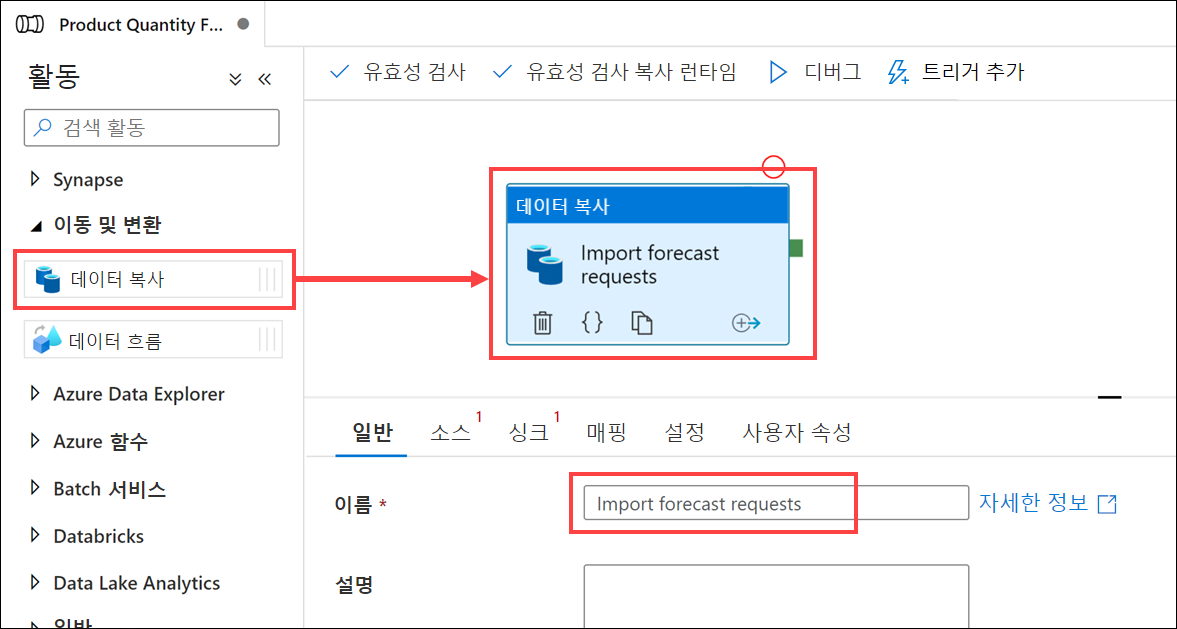 Product Quantity F...
활동
검색 활동
Synapse
이동 및 변환
데이터 복사
데이터 흐름
Azure Data Explorer
Azure 함수
Batch 서비스
Databricks
Data Lake Analytics
일반
유효성 검사
유효성 검사 복사 런타임
디버그
트리거 추가
데이터 복사
Import forecast
requests
일반
소스 1
싱크 1
매핑
설정
사용자 속성
이름 *
Import forecast requests
자세한 정보
설명